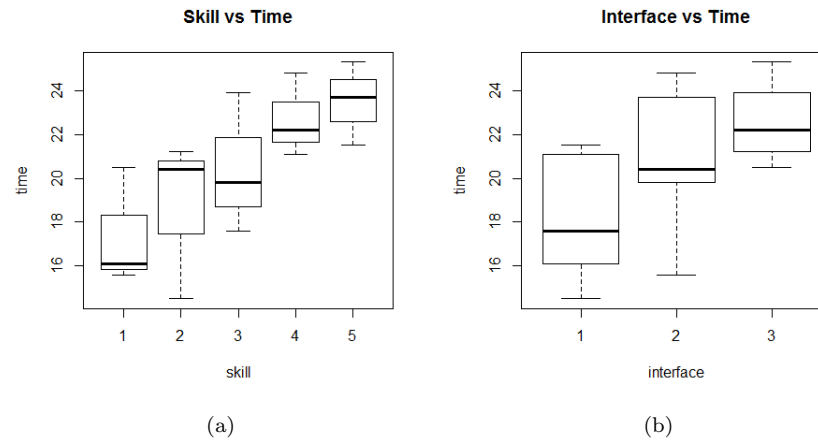 Skill vs Time
time
24
22
20
18
16
1 2 3 4 5
skill
(a)
Interface vs Time
time
24
22
20
18
16
1 2 3
interface
(b)